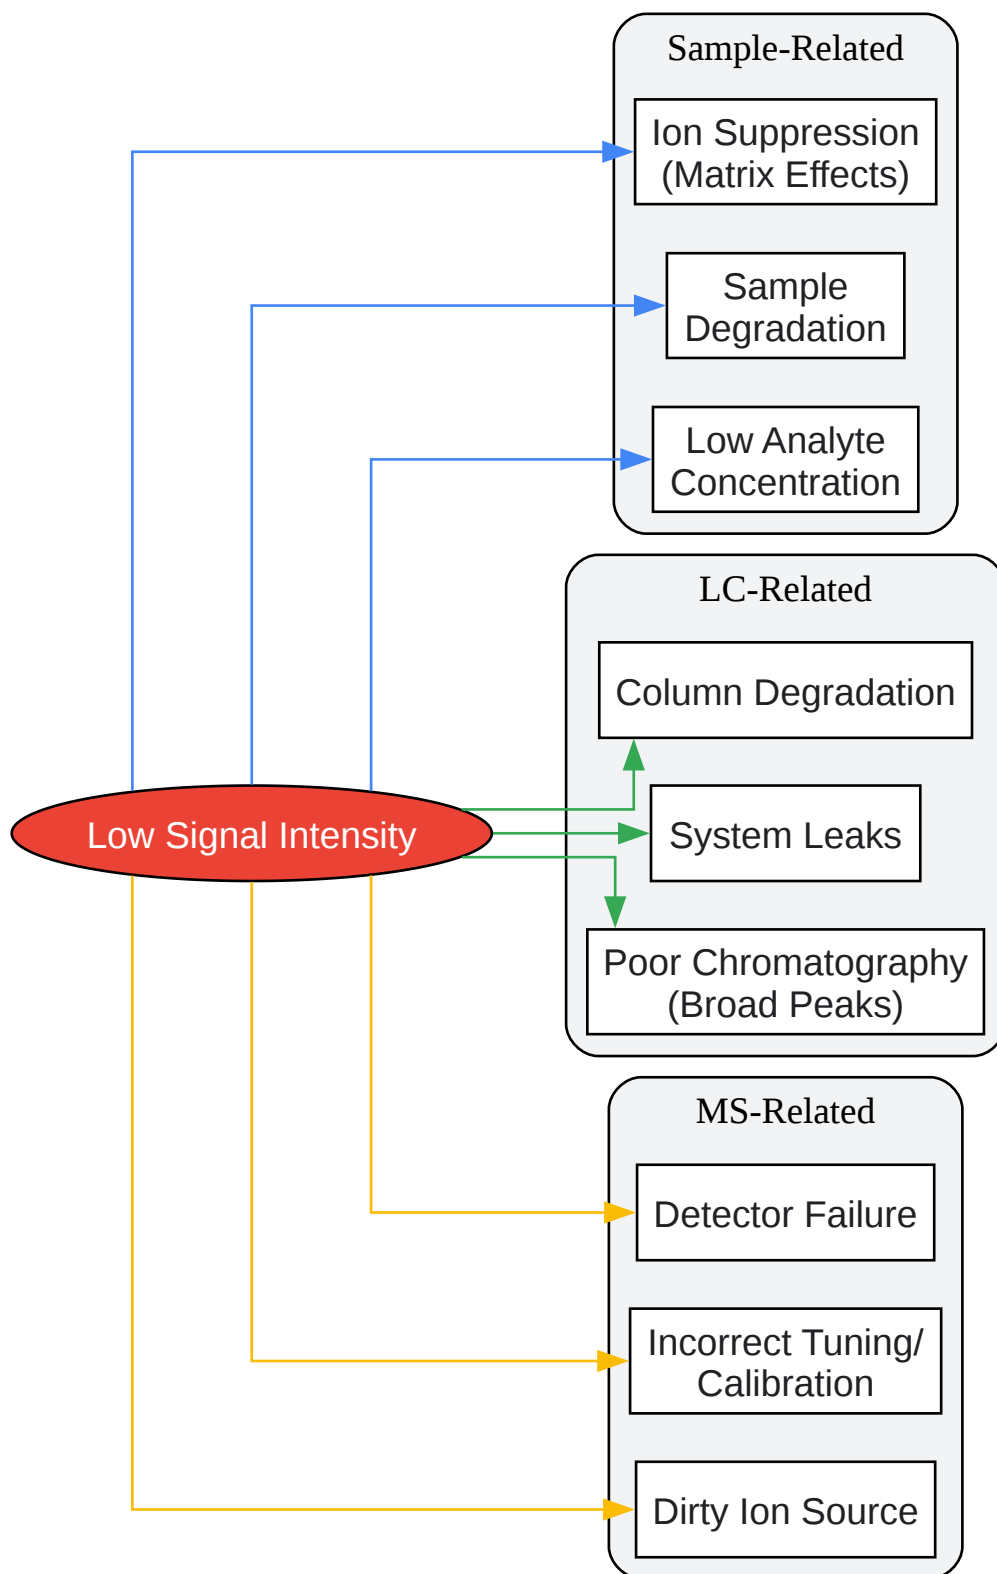 Sample-Related
Ion Suppression
(Matrix Effects)
Sample
Degradation
Low Analyte
Concentration
LC-Related
Column Degradation
Low Signal Intensity
System Leaks
Poor Chromatography
(Broad Peaks)
MS-Related
Detector Failure
Incorrect Tuning/
Calibration
Dirty Ion Source